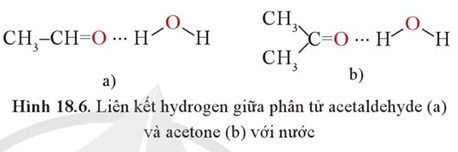 CH₃–CH=O ··· H O H
a)
CH₃
C=O ··· H O H
CH₃
b)
Hình 18.6. Liên kết hydrogen giữa phân tử acetaldehyde (a)
và acetone (b) với nước